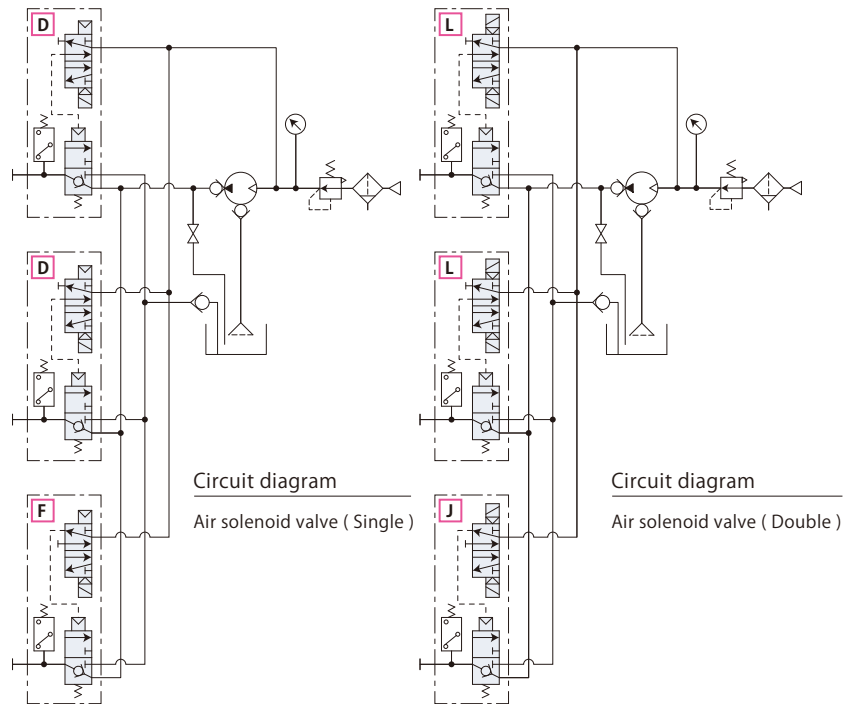 D
D
F
Circuit diagram
Air solenoid valve ( Single )
L
L
J
Circuit diagram
Air solenoid valve ( Double )